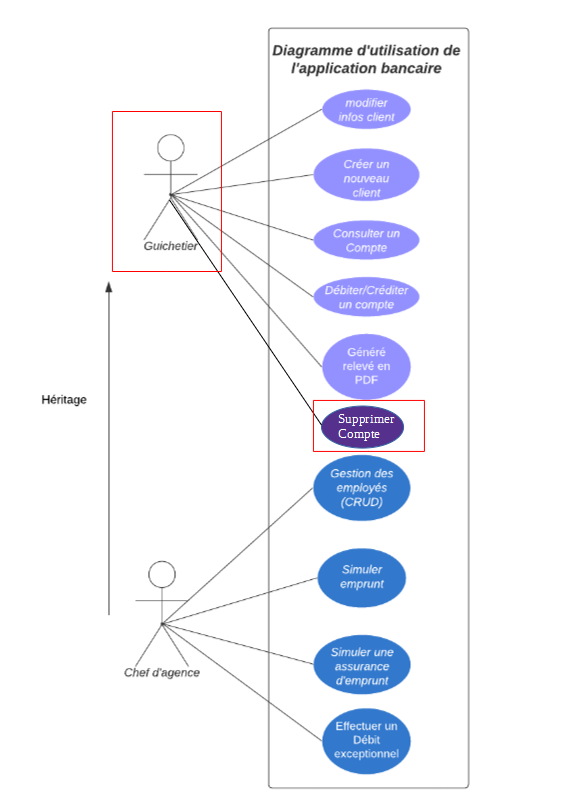 Diagramme d'utilisation de
l'application bancaire
modifier
infos client
Créer un
nouveau
client
Guichetier
Consulter un
Compte
Débiter/Créditer
un compte
Généré
relevé en
PDF
Héritage
Supprimer
Compte
Gestion des
employés
(CRUD)
Simuler
emprunt
Chef d'agence
Simuler une
assurance
d'emprunt
Effectuer un
Débit
exceptionnel